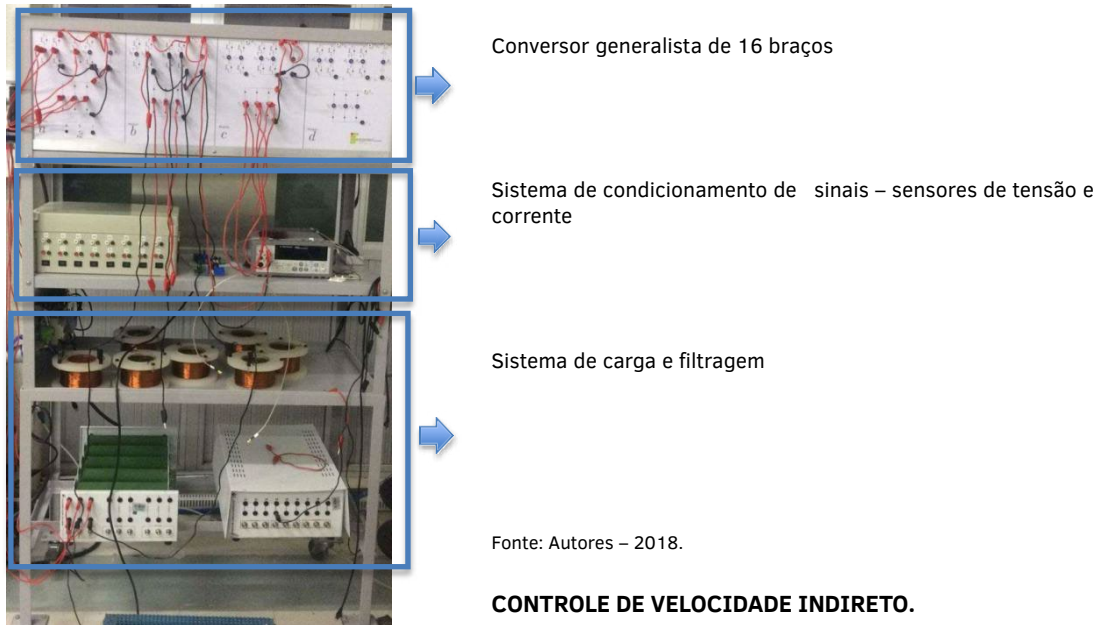 Conversor generalista de 16 braços
Sistema de condicionamento de sinais – sensores de tensão e
corrente
Sistema de carga e filtragem
Fonte: Autores – 2018.
CONTROLE DE VELOCIDADE INDIRETO.
b
c
d